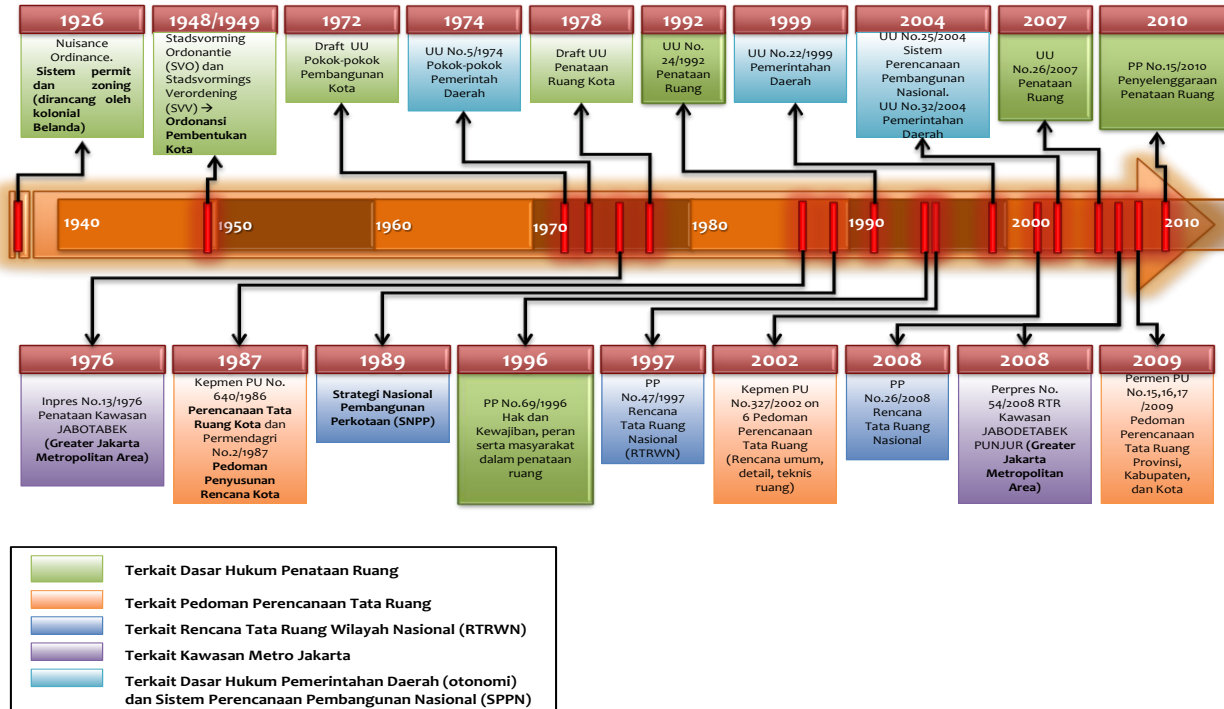 1926
Nuisance
Ordinance.
Sistem permit
dan zoning
(dirancang oleh
kolonial
Belanda)
1948/1949
Stadsvorming
Ordonantie
(SVO) dan
Stadsvormings
Verordening
(SVV) →
Ordonansi
Pembentukan
Kota
1972
Draft UU
Pokok-pokok
Pembangunan
Kota
1974
UU No.5/1974
Pokok-pokok
Pemerintah
Daerah
1978
Draft UU
Penataan
Ruang Kota
1992
UU No.
24/1992
Penataan
Ruang
1999
UU No.22/1999
Pemerintahan
Daerah
2004
UU No.25/2004
Sistem
Perencanaan
Pembangunan
Nasional.
UU No.32/2004
Pemerintahan
Daerah
2007
UU
No.26/2007
Penataan
Ruang
2010
PP No.15/2010
Penyelenggaraan
Penataan Ruang
1940
1950
1960
1970
1980
1990
2000
2010
1976
Inpres No.13/1976
Penataan Kawasan
JABOTABEK
(Greater Jakarta
Metropolitan Area)
1987
Kepmen PU No.
640/1986
Perencanaan Tata
Ruang Kota dan
Permendagri
No.2/1987
Pedoman
Penyusunan
Rencana Kota
1989
Strategi Nasional
Pembangunan
Perkotaan (SNPP)
1996
PP No.69/1996
Hak dan
Kewajiban, peran
serta masyarakat
dalam penataan
ruang
1997
PP
No.47/1997
Rencana
Tata Ruang
Nasional
(RTRWN)
2002
Kepmen PU
No.327/2002 on
6 Pedoman
Perencanaan
Tata Ruang
(Rencana umum,
detail, teknis
ruang)
2008
PP
No.26/2008
Rencana
Tata Ruang
Nasional
2008
Perpres No.
54/2008 RTR
Kawasan
JABODETABEK
PUNJUR (Greater
Jakarta
Metropolitan
Area)
2009
Permen PU
No.15,16,17
/2009
Pedoman
Perencanaan
Tata Ruang
Provinsi,
Kabupaten,
dan Kota
Terkait Dasar Hukum Penataan Ruang
Terkait Pedoman Perencanaan Tata Ruang
Terkait Rencana Tata Ruang Wilayah Nasional (RTRWN)
Terkait Kawasan Metro Jakarta
Terkait Dasar Hukum Pemerintahan Daerah (otonomi)
dan Sistem Perencanaan Pembangunan Nasional (SPPN)